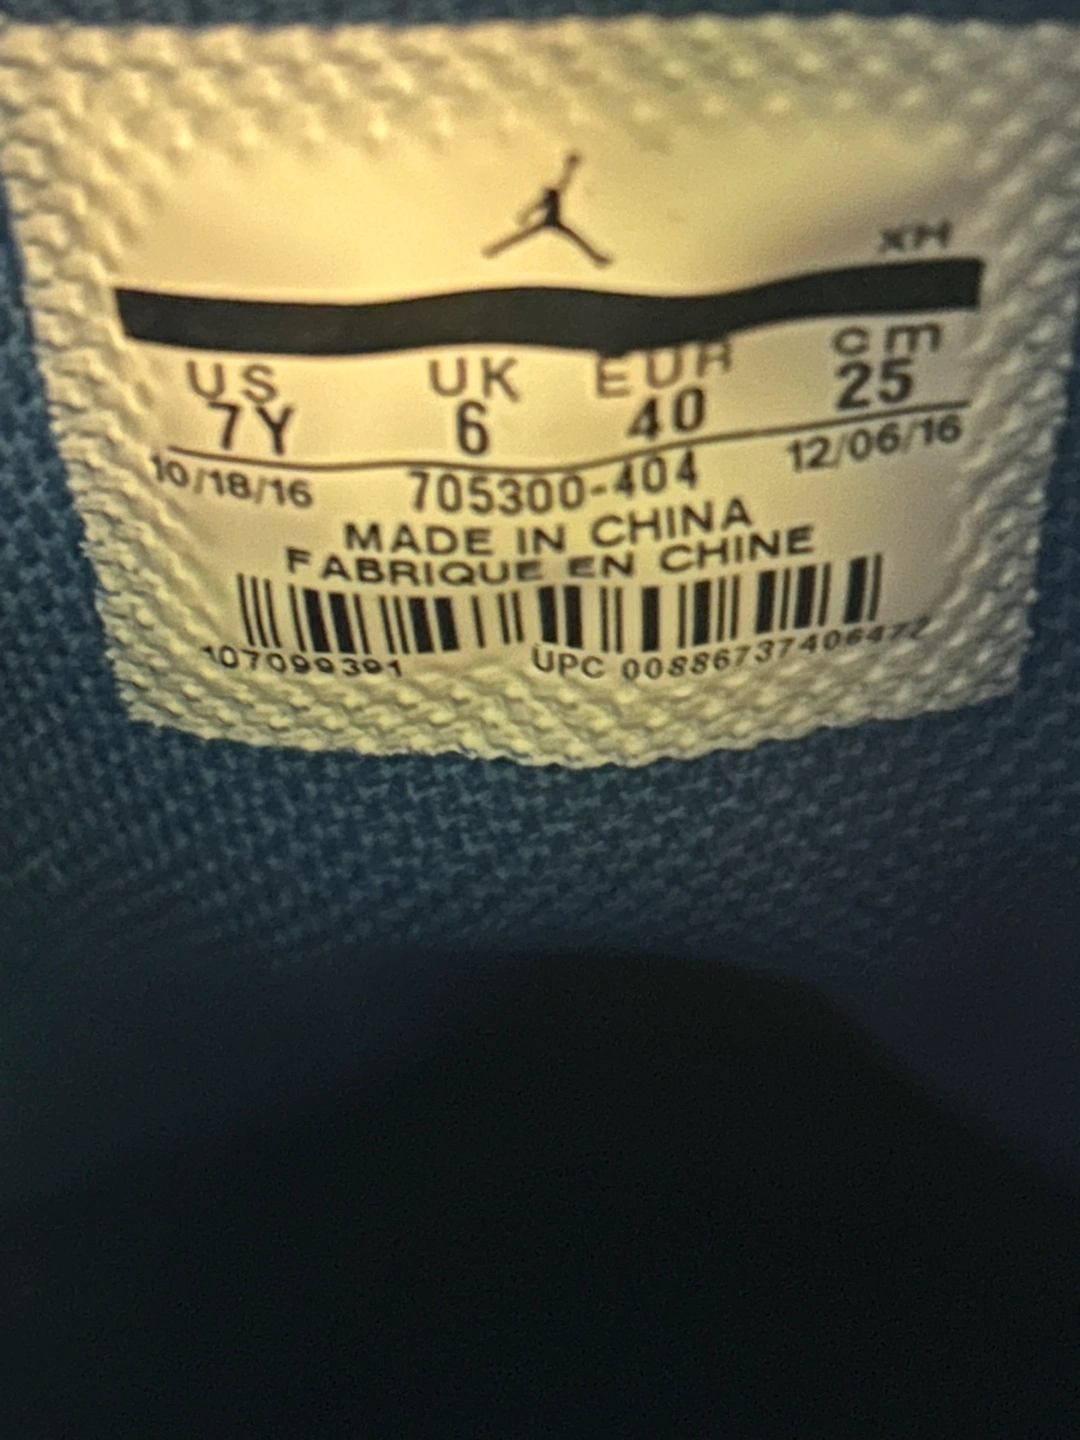 XH
US UK EUR cm
7Y 6 40 25
10/18/16 705300-404 12/06/16
MADE IN CHINA
FABRIQUE EN CHINE
107099391 UPC 00886737406472